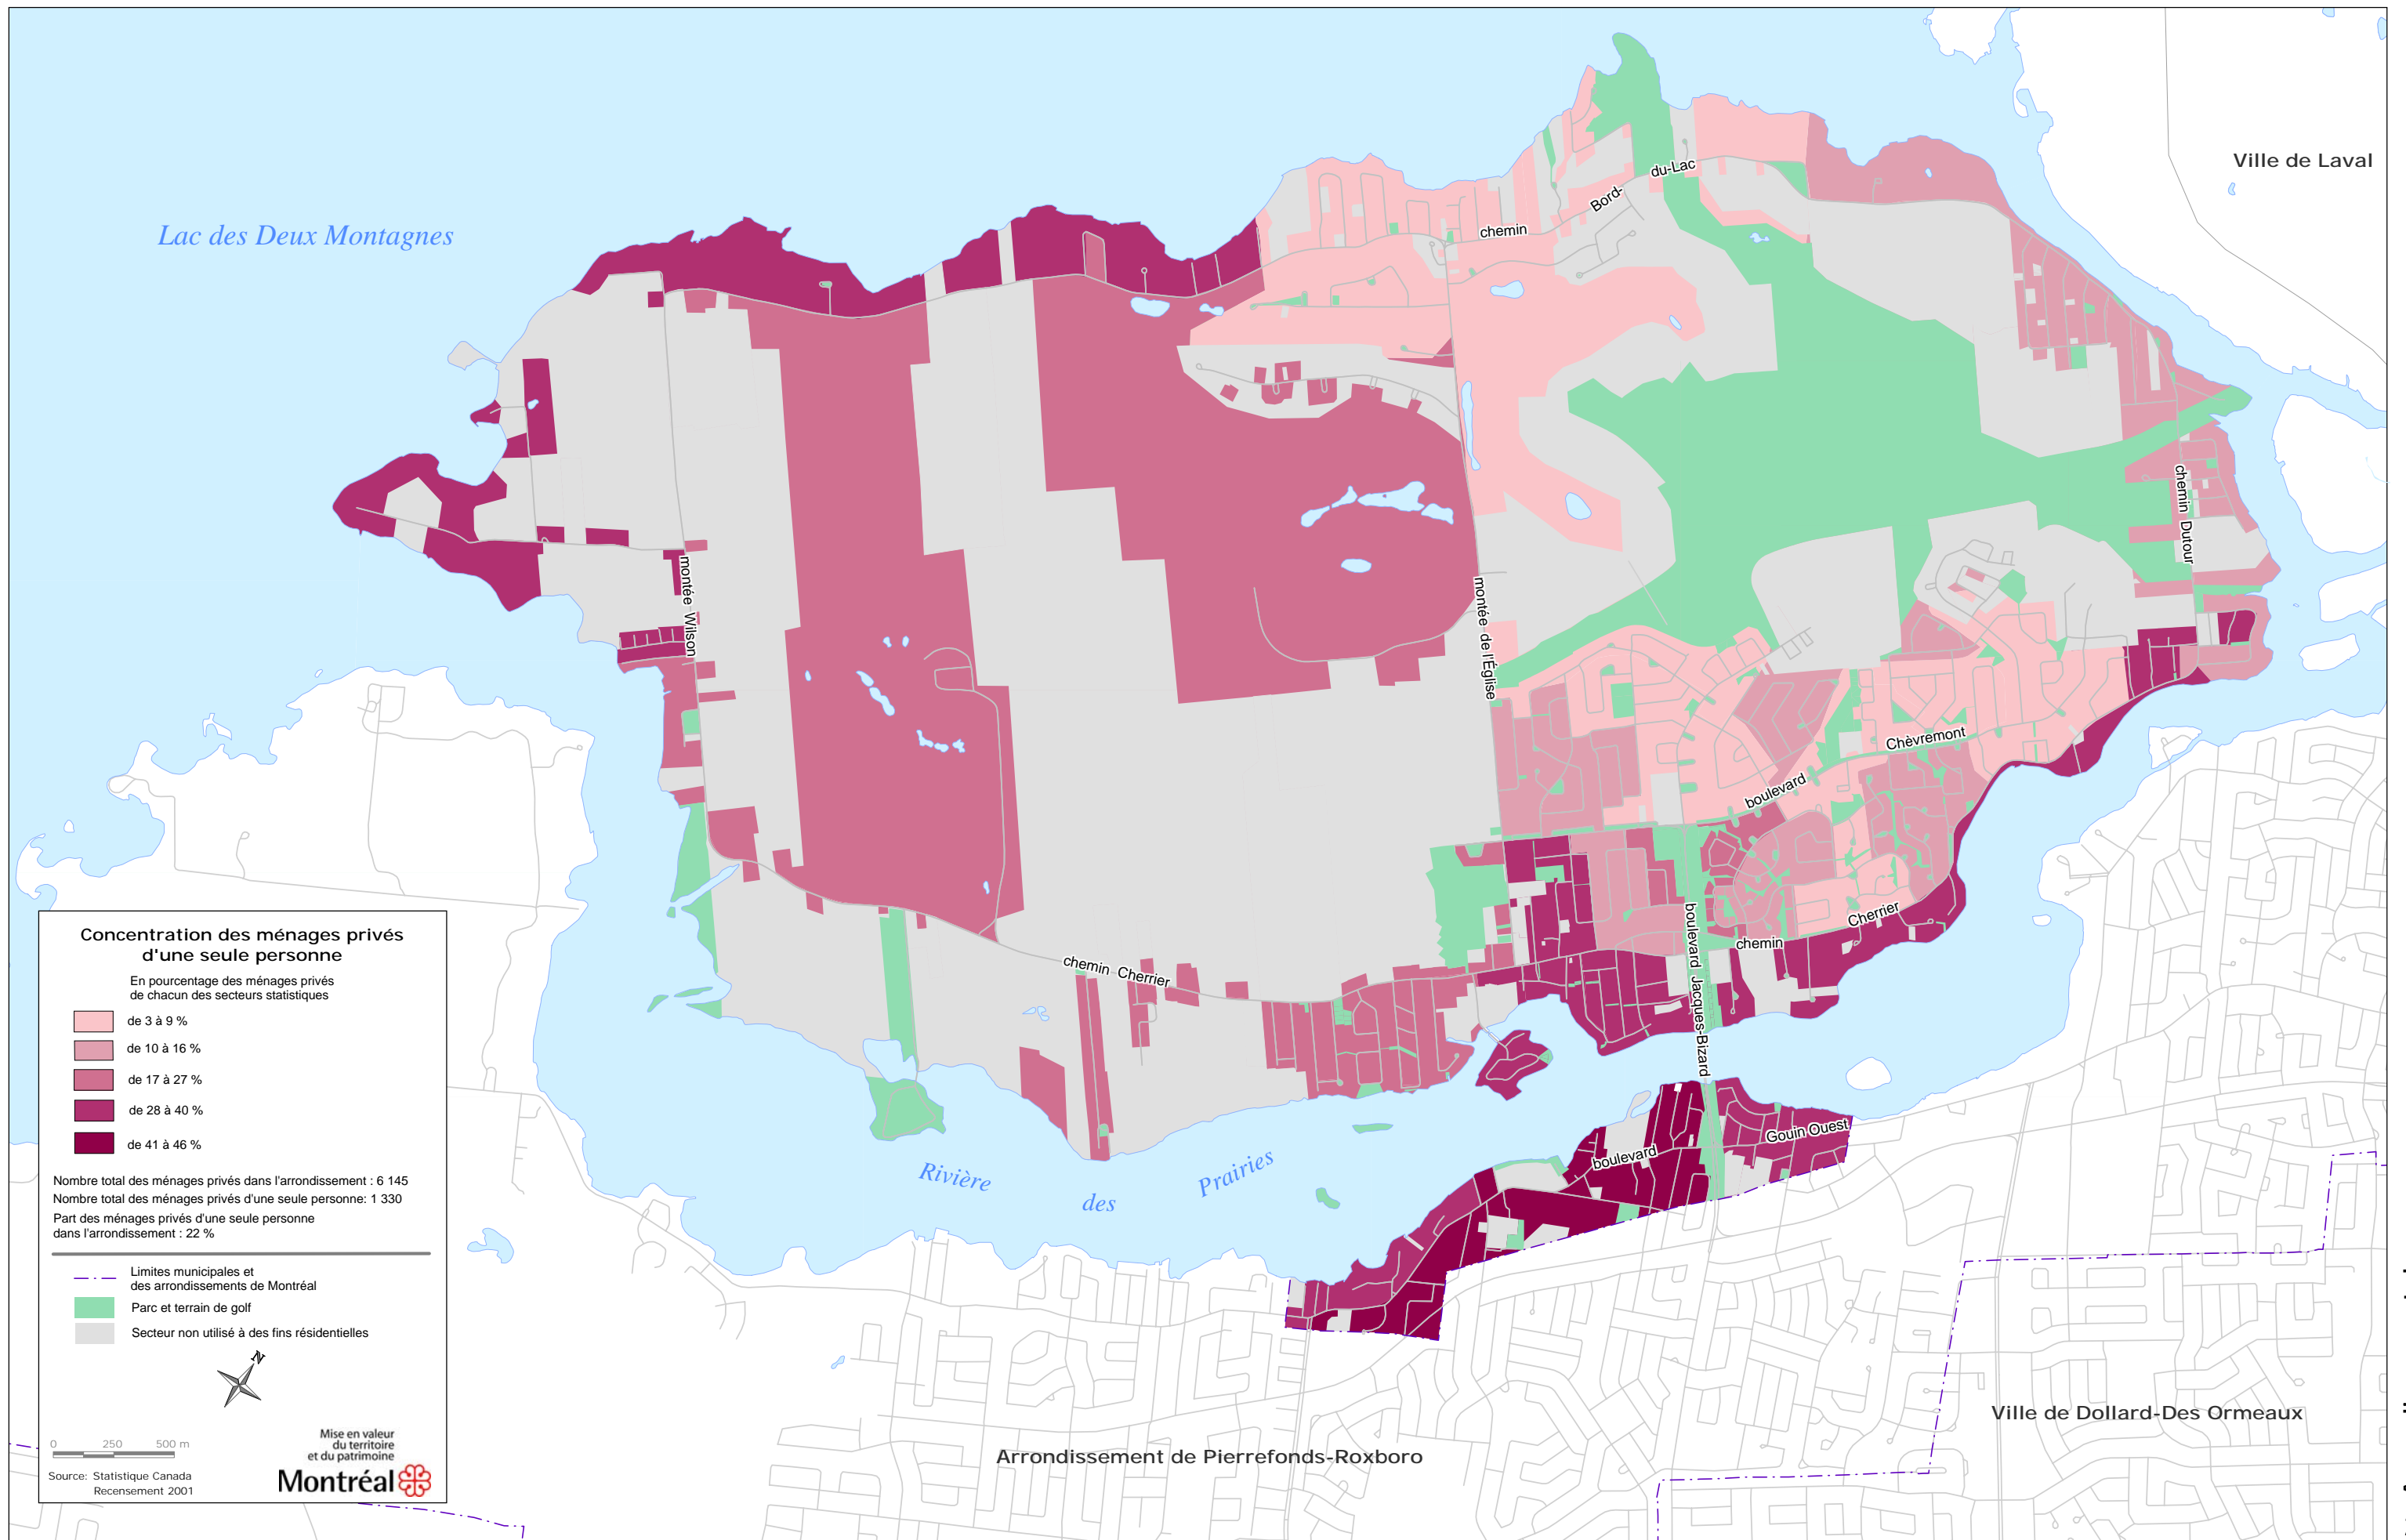 Ville de Laval
Lac des Deux Montagnes
du-Lac
Bord-
chemin
chemin Dutour
montée Wilson
montée de l'Église
Chèvremont
boulevard
Cherrier
chemin
boulevard Jacques-Bizard
chemin Cherrier
Gouin Ouest
boulevard
Rivière
des
Prairies
Concentration des ménages privés
d'une seule personne
En pourcentage des ménages privés
de chacun des secteurs statistiques
de 3 à 9 %
de 10 à 16 %
de 17 à 27 %
de 28 à 40 %
de 41 à 46 %
Nombre total des ménages privés dans l'arrondissement : 6 145
Nombre total des ménages privés d'une seule personne: 1 330
Part des ménages privés d'une seule personne
dans l'arrondissement : 22 %
Limites municipales et
des arrondissements de Montréal
Parc et terrain de golf
Secteur non utilisé à des fins résidentielles
N
0 250 500 m
Source: Statistique Canada
Recensement 2001
Mise en valeur
du territoire
et du patrimoine
Montréal
Ville de Dollard-Des Ormeaux
Arrondissement de Pierrefonds-Roxboro